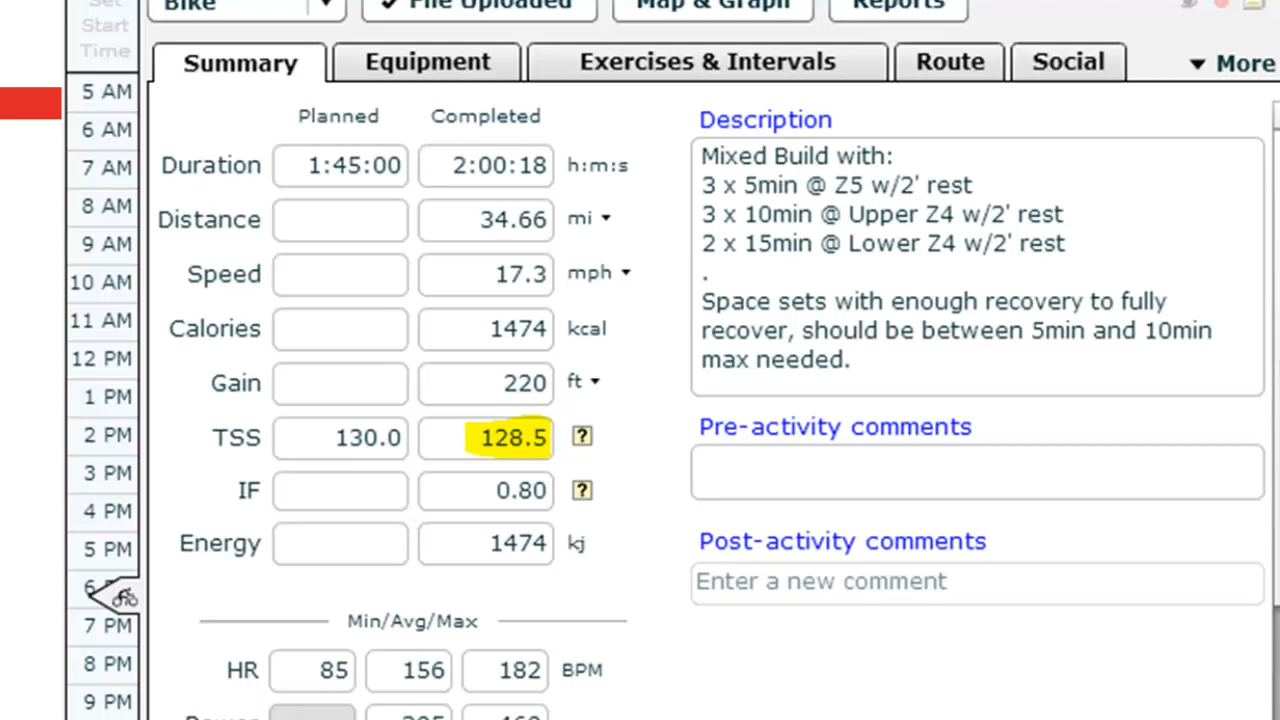 Set
Start
Time
Bike
✔ File Uploaded
Map & Graph
Reports
Summary
Equipment
Exercises & Intervals
Route
Social
▼ More
5 AM
6 AM
7 AM
8 AM
9 AM
10 AM
11 AM
12 PM
1 PM
2 PM
3 PM
4 PM
5 PM
6
7 PM
8 PM
9 PM
Planned Completed
Duration 1:45:00 2:00:18 h:m:s
Distance 34.66 mi
Speed 17.3 mph
Calories 1474 kcal
Gain 220 ft
TSS 130.0 128.5 ?
IF 0.80 ?
Energy 1474 kj
Min/Avg/Max
HR 85 156 182 BPM
Description
Mixed Build with:
3 x 5min @ Z5 w/2' rest
3 x 10min @ Upper Z4 w/2' rest
2 x 15min @ Lower Z4 w/2' rest
.
Space sets with enough recovery to fully
recover, should be between 5min and 10min
max needed.
Pre-activity comments
Post-activity comments
Enter a new comment